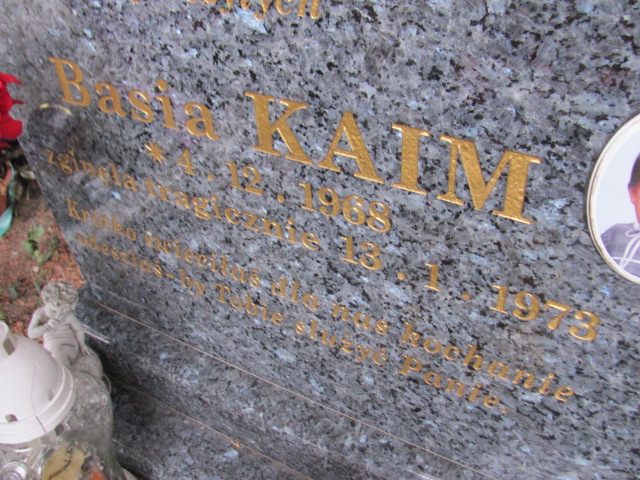 Basia KAIM
* 4.12.1968
zginęła tragicznie 13.1.1973
Krótko świeciłaś dla nas kochanie
odeszłaś - by Tobie służyć Panie.